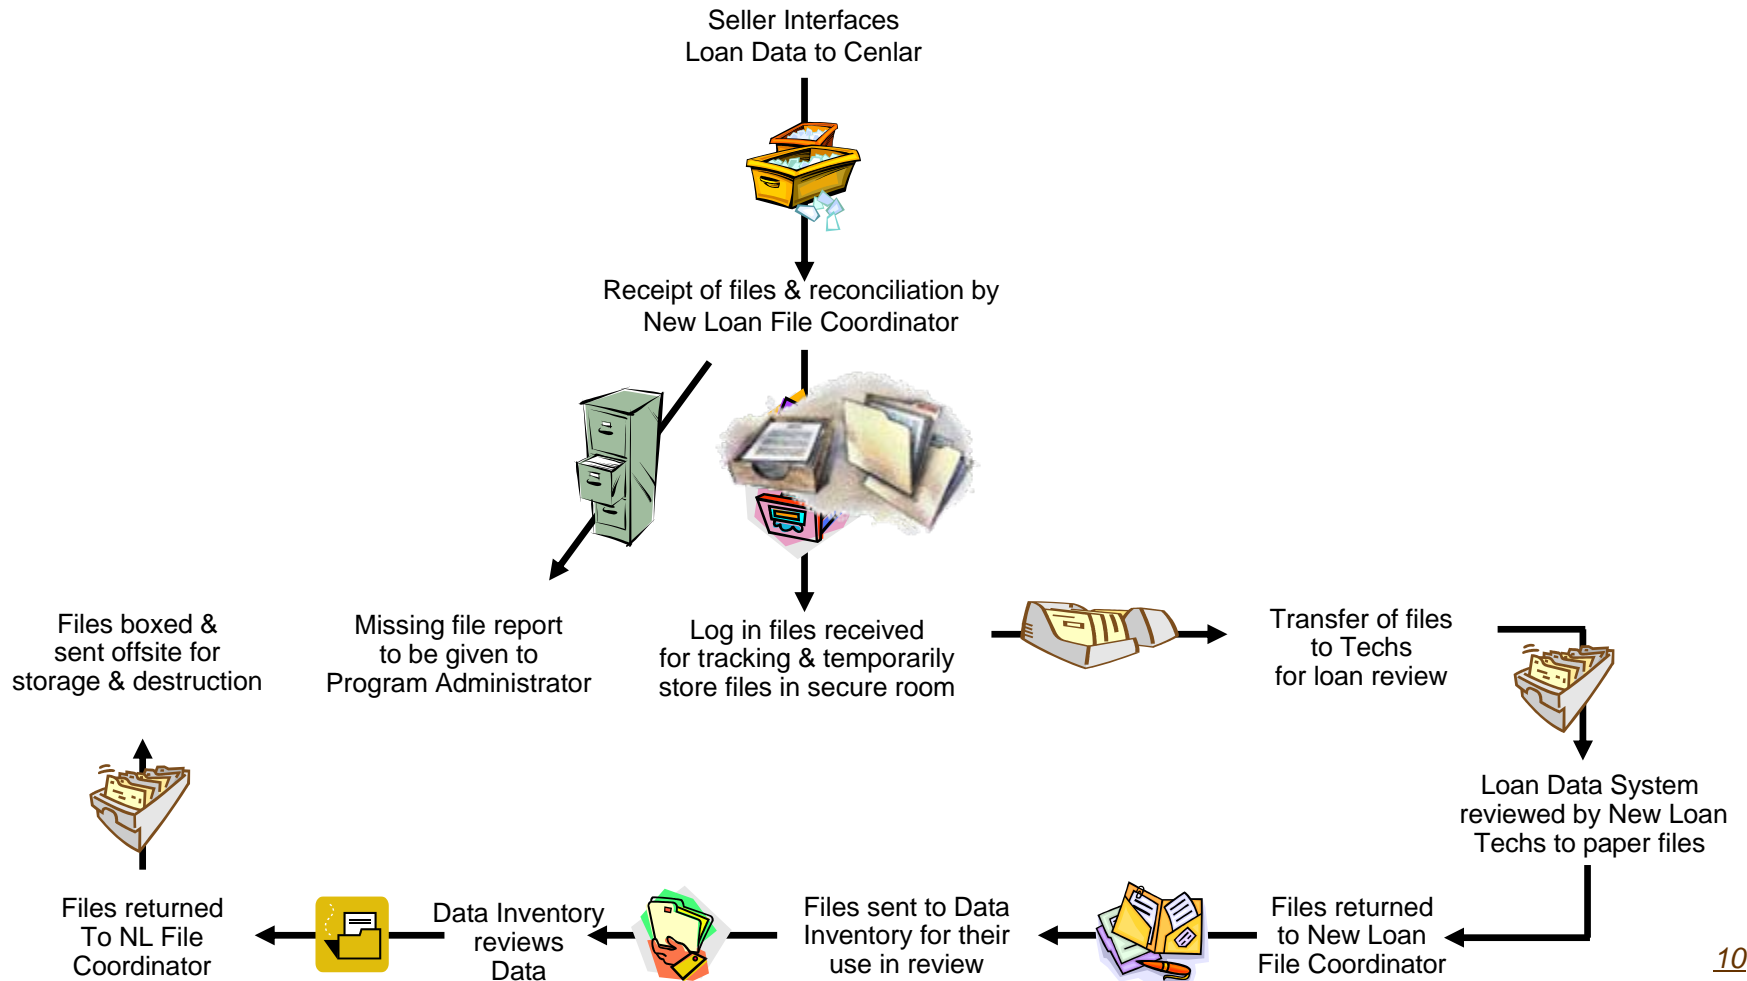 Seller Interfaces
Loan Data to Cenlar
Receipt of files & reconciliation by
New Loan File Coordinator
Files boxed &
sent offsite for
storage & destruction
Missing file report
to be given to
Program Administrator
Log in files received
for tracking & temporarily
store files in secure room
Transfer of files
to Techs
for loan review
Loan Data System
reviewed by New Loan
Techs to paper files
Files returned
To NL File
Coordinator
Data Inventory
reviews
Data
Files sent to Data
Inventory for their
use in review
Files returned
to New Loan
File Coordinator
10